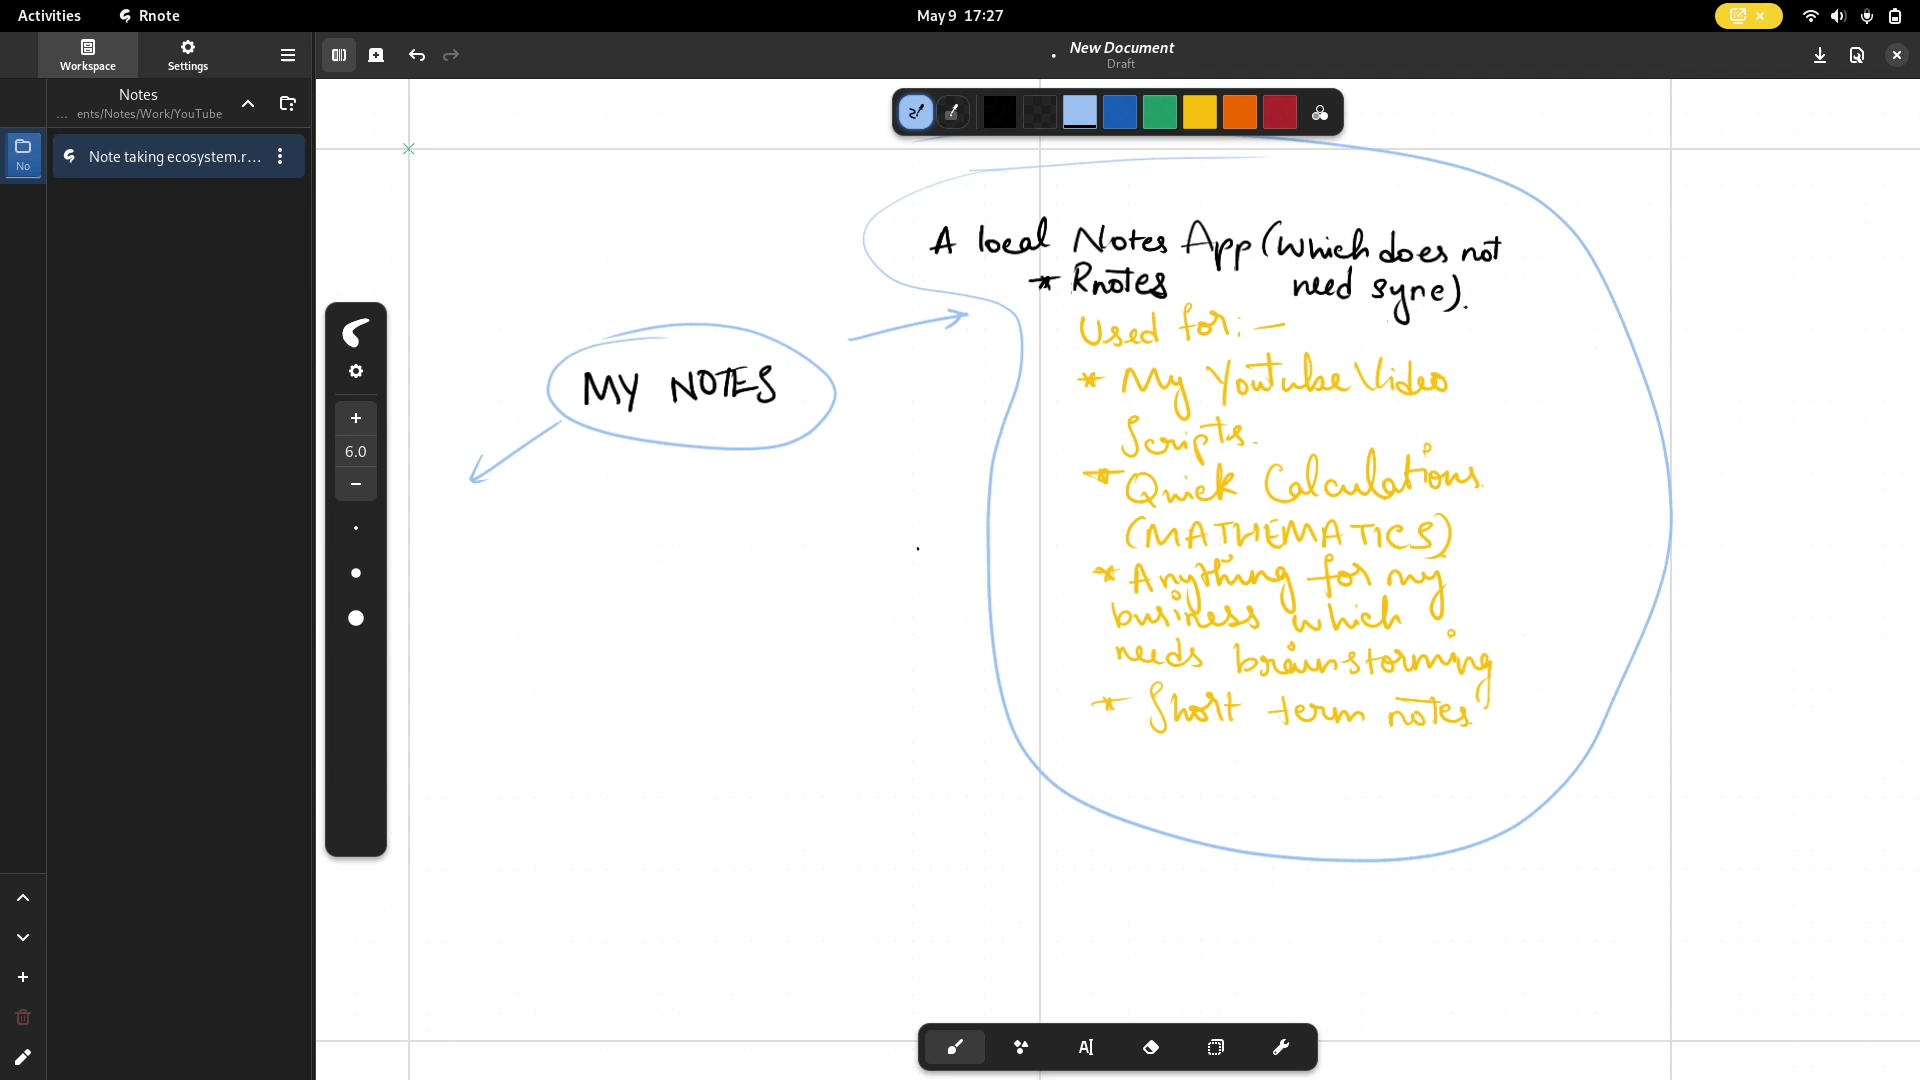 Activities
Rnote
May 9 17:27
Workspace
Settings
New Document
Draft
Notes
... ents/Notes/Work/YouTube
No
Note taking ecosystem.r...
6.0
MY NOTES
A local Notes App (which does not
need sync).
* Rnotes
Used for: —
* My Youtube Video
Scripts.
* Quick Calculations.
(MATHEMATICS)
* Anything for my
business which
needs brainstorming
* Short term notes